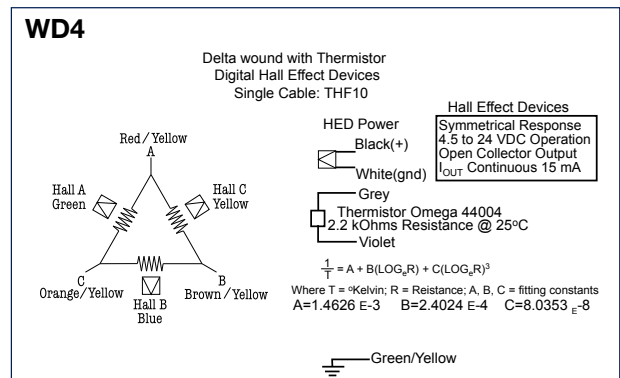 WD4
Delta wound with Thermistor
Digital Hall Effect Devices
Single Cable: THF10
Hall Effect Devices
Symmetrical Response
4.5 to 24 VDC Operation
Open Collector Output
IOUT Continuous 15 mA
HED Power
Black(+)
White(gnd)
Grey
Thermistor Omega 44004
2.2 kOhms Resistance @ 25°C
Violet
Red/Yellow
A
Hall A
Green
Hall C
Yellow
C
Orange/Yellow
B
Brown/Yellow
Hall B
Blue
1/T = A + B(LOGeR) + C(LOGeR)³
Where T = °Kelvin; R = Reistance; A, B, C = fitting constants
A=1.4626 E-3 B=2.4024 E-4 C=8.0353 E-8
Green/Yellow